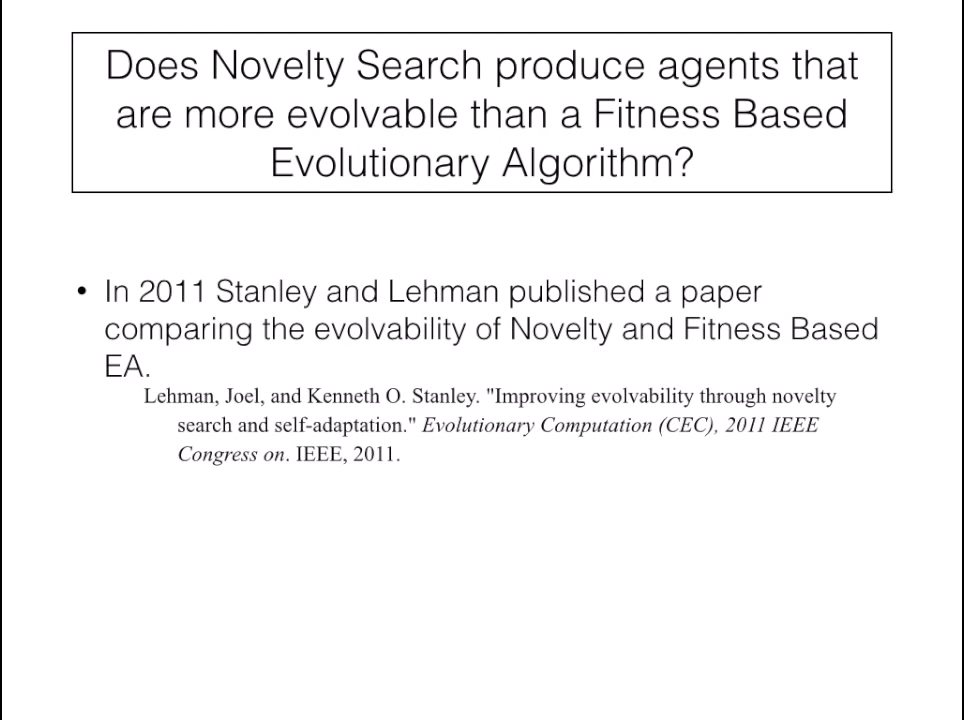 Does Novelty Search produce agents that
are more evolvable than a Fitness Based
Evolutionary Algorithm?
• In 2011 Stanley and Lehman published a paper
comparing the evolvability of Novelty and Fitness Based
EA.
Lehman, Joel, and Kenneth O. Stanley. "Improving evolvability through novelty
search and self-adaptation." Evolutionary Computation (CEC), 2011 IEEE
Congress on. IEEE, 2011.